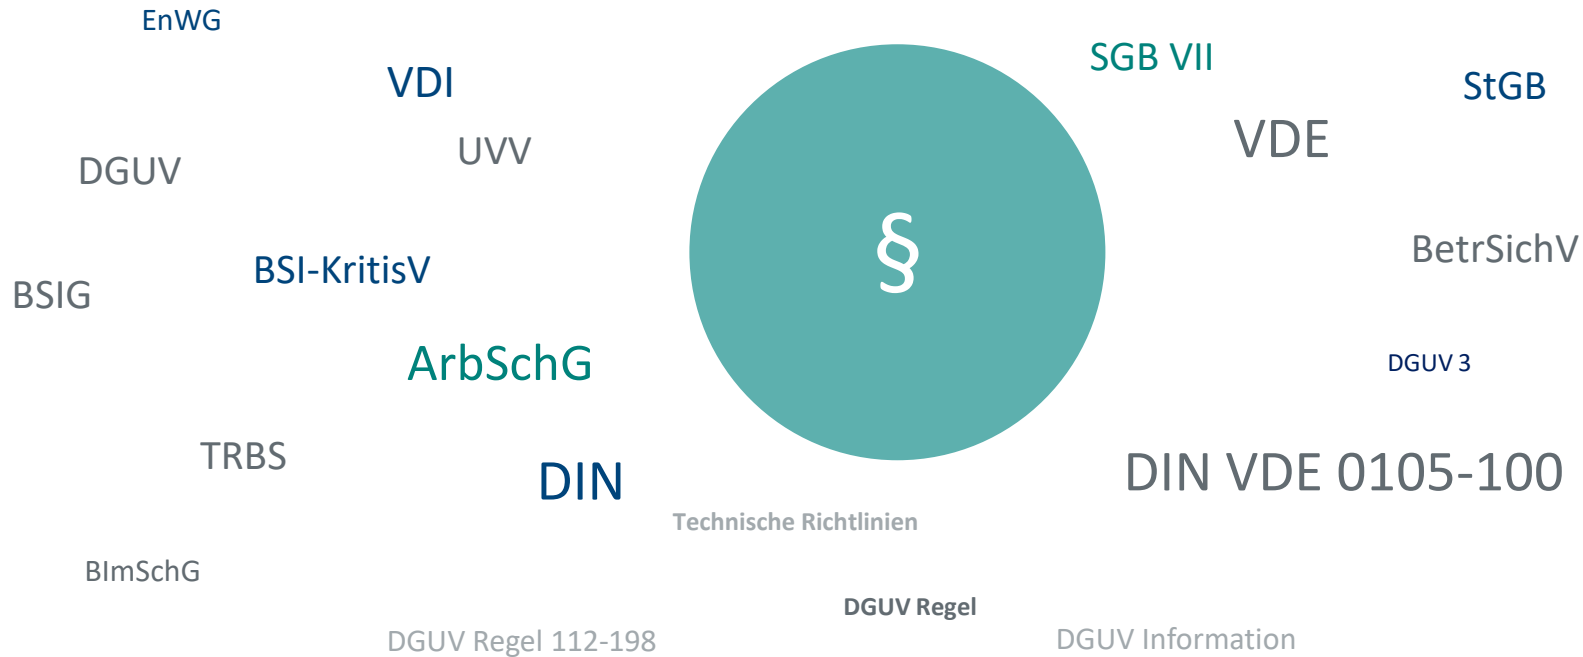 EnWG
SGB VII
VDI
StGB
VDE
UVV
DGUV
§
BetrSichV
BSI-KritisV
BSIG
ArbSchG
DGUV 3
TRBS
DIN
DIN VDE 0105-100
Technische Richtlinien
BImSchG
DGUV Regel
DGUV Regel 112-198
DGUV Information